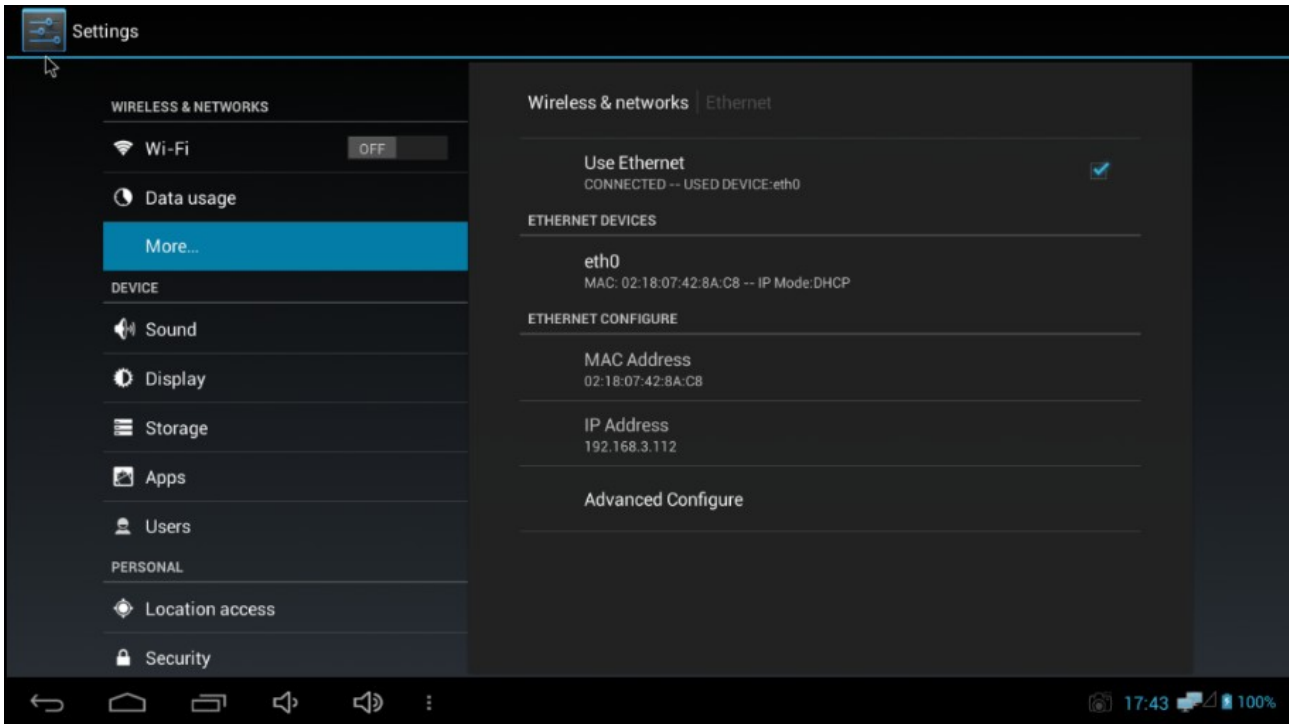 Settings
WIRELESS & NETWORKS
Wi-Fi OFF
Data usage
More...
DEVICE
Sound
Display
Storage
Apps
Users
PERSONAL
Location access
Security
Wireless & networks Ethernet
Use Ethernet
CONNECTED -- USED DEVICE:eth0
ETHERNET DEVICES
eth0
MAC: 02:18:07:42:8A:C8 -- IP Mode:DHCP
ETHERNET CONFIGURE
MAC Address
02:18:07:42:8A:C8
IP Address
192.168.3.112
Advanced Configure
17:43 100%